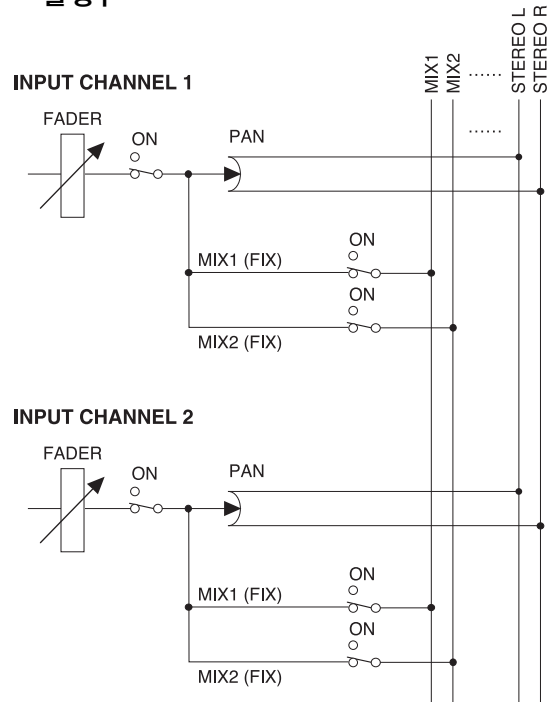 MIX1
MIX2
......
STEREO L
STEREO R
......
INPUT CHANNEL 1
FADER
ON
PAN
ON
MIX1 (FIX)
ON
MIX2 (FIX)
INPUT CHANNEL 2
FADER
ON
PAN
ON
MIX1 (FIX)
ON
MIX2 (FIX)